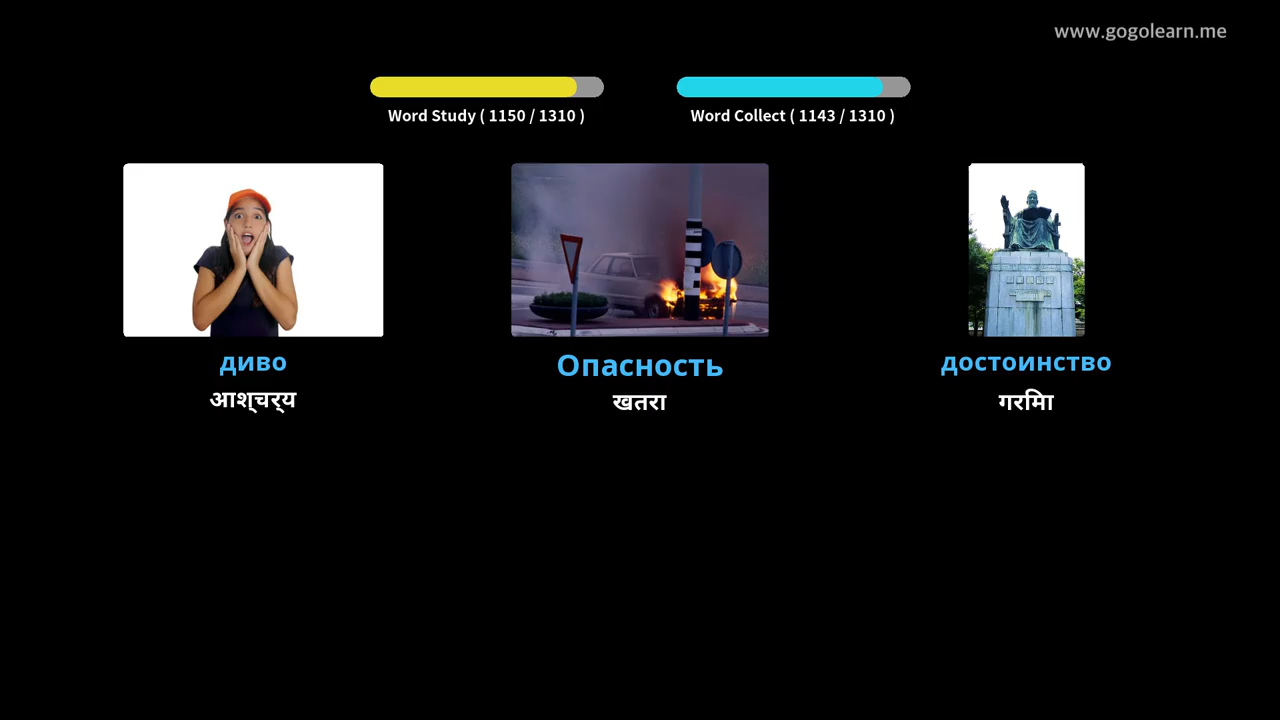 www.gogolearn.me
Word Study ( 1150 / 1310 )
Word Collect ( 1143 / 1310 )
диво
Опасность
достоинство
आश्चर्य
खतरा
गरिमा